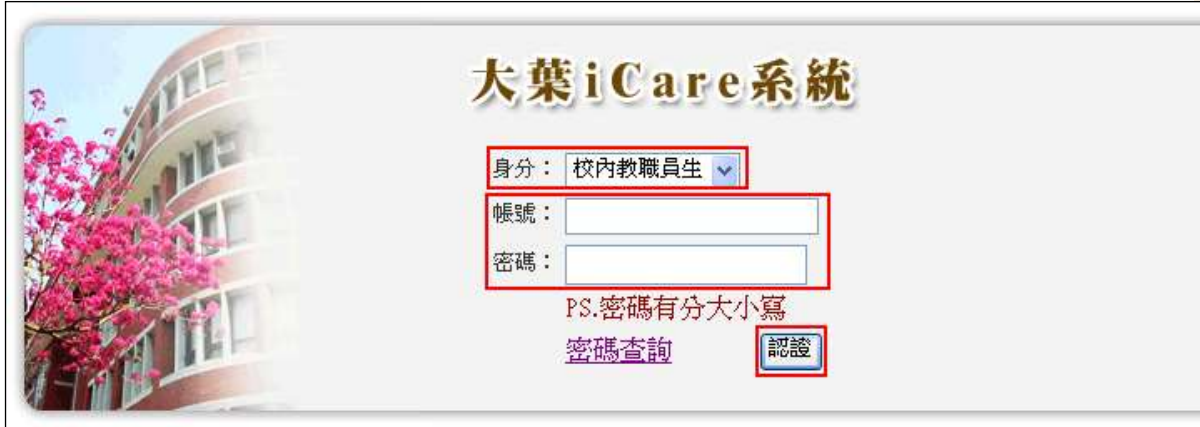 大葉iCare系統
身分： 校內教職員生
帳號：
密碼：
PS.密碼有分大小寫
密碼查詢 認證